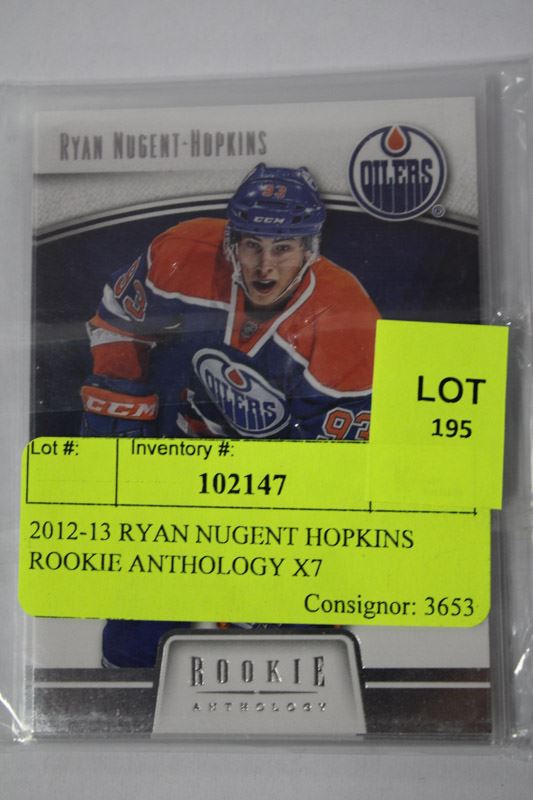 RYAN NUGENT-HOPKINS
OILERS
®
93
CCM
93
CCM
OILERS
93
LOT
195
Lot #:
Inventory #:
102147
2012-13 RYAN NUGENT HOPKINS
ROOKIE ANTHOLOGY X7
Consignor: 3653
ROOKIE
ANTHOLOGY